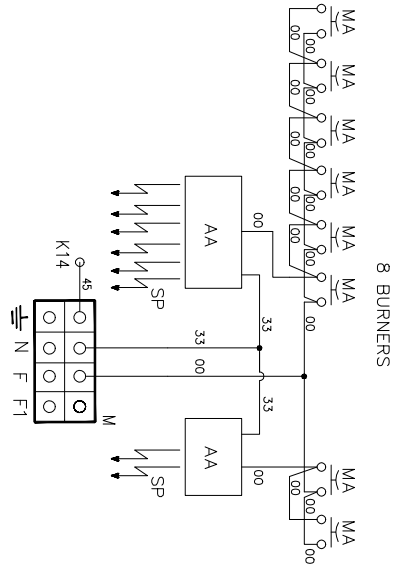 8 BURNERS
MA MA MA MA MA MA MA MA
00 00 00 00 00 00 00 00
00 00 00 00 00 00
33 33
00 00
AA AA
00
33
SP SP
M
45
K14
N F F1